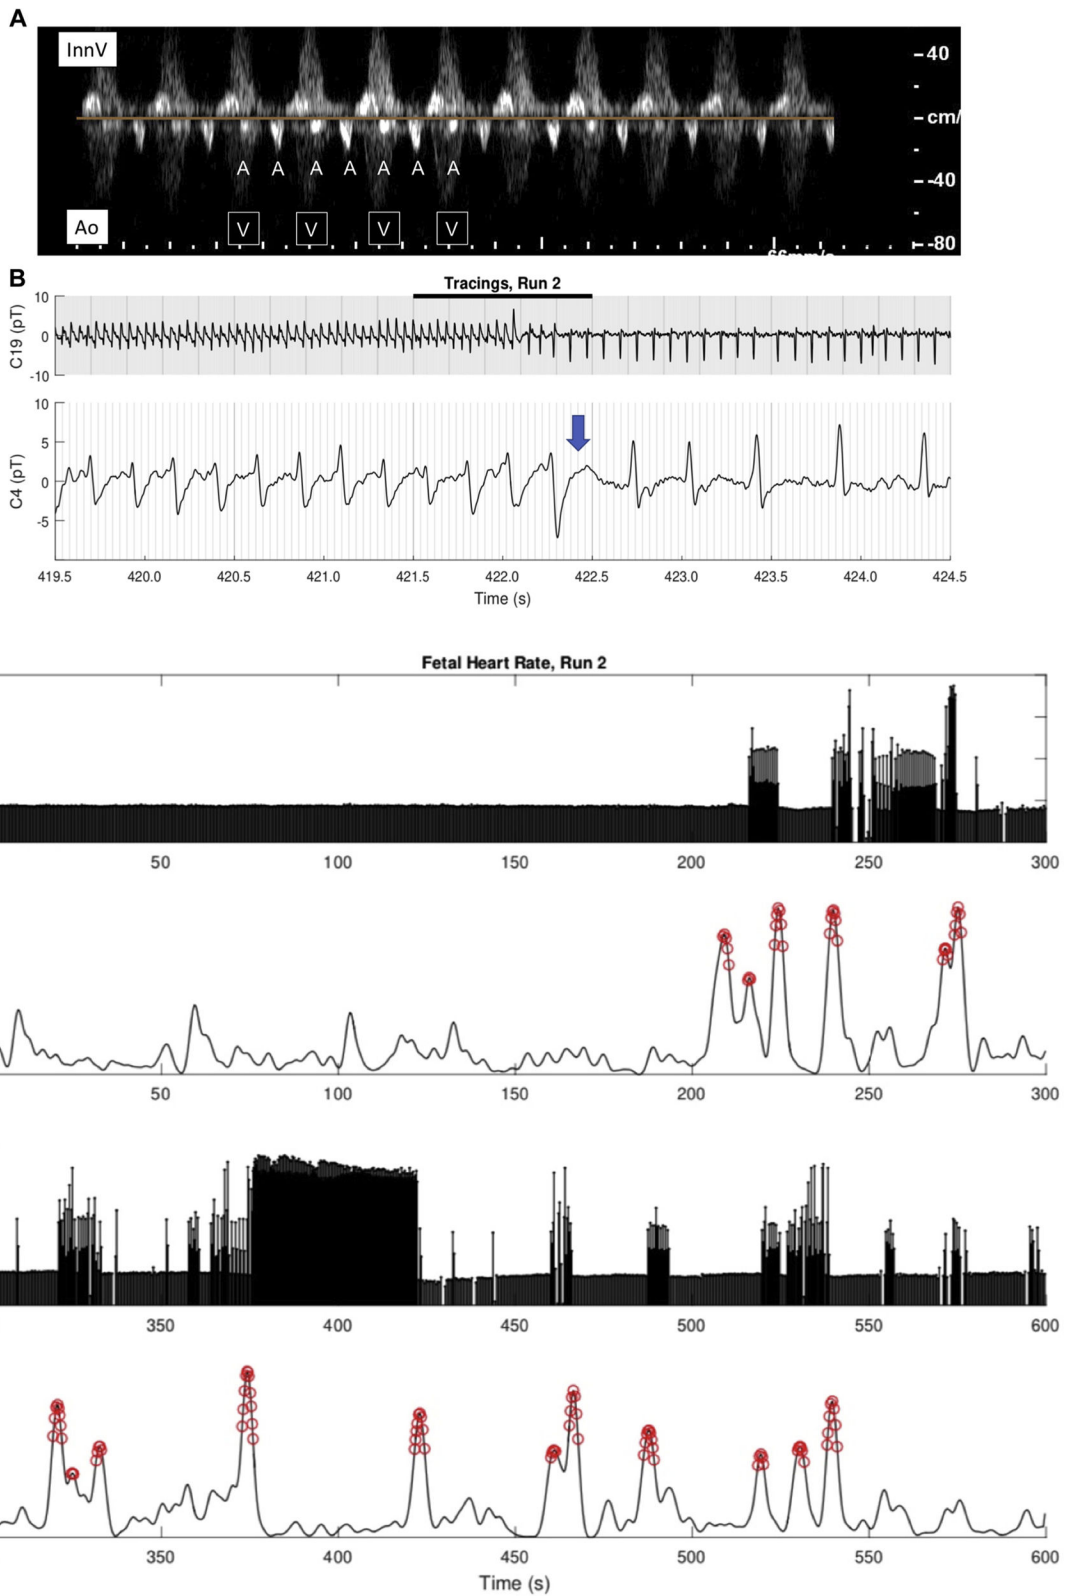 A
InnV
40
cm/
A A A A A A A
-40
Ao
V V V V
-80
66mm/s
B
Tracings, Run 2
C19 (pT)
10
0
-10
C4 (pT)
10
5
0
-5
419.5 420.0 420.5 421.0 421.5 422.0 422.5 423.0 423.5 424.0 424.5
Time (s)
Fetal Heart Rate, Run 2
50 100 150 200 250 300
50 100 150 200 250 300
350 400 450 500 550 600
350 400 450 500 550 600
Time (s)